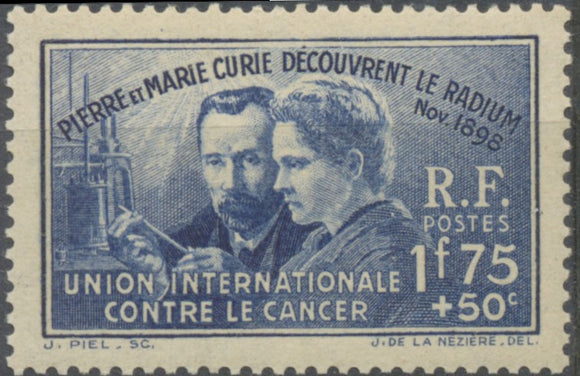 PIERRE ET MARIE CURIE DÉCOUVRENT LE RADIUM
Nov. 1898
R.F.
POSTES
1f75
+50c
UNION INTERNATIONALE
CONTRE LE CANCER
J. PIEL. SC.
J. DE LA NEZIÈRE. DEL.